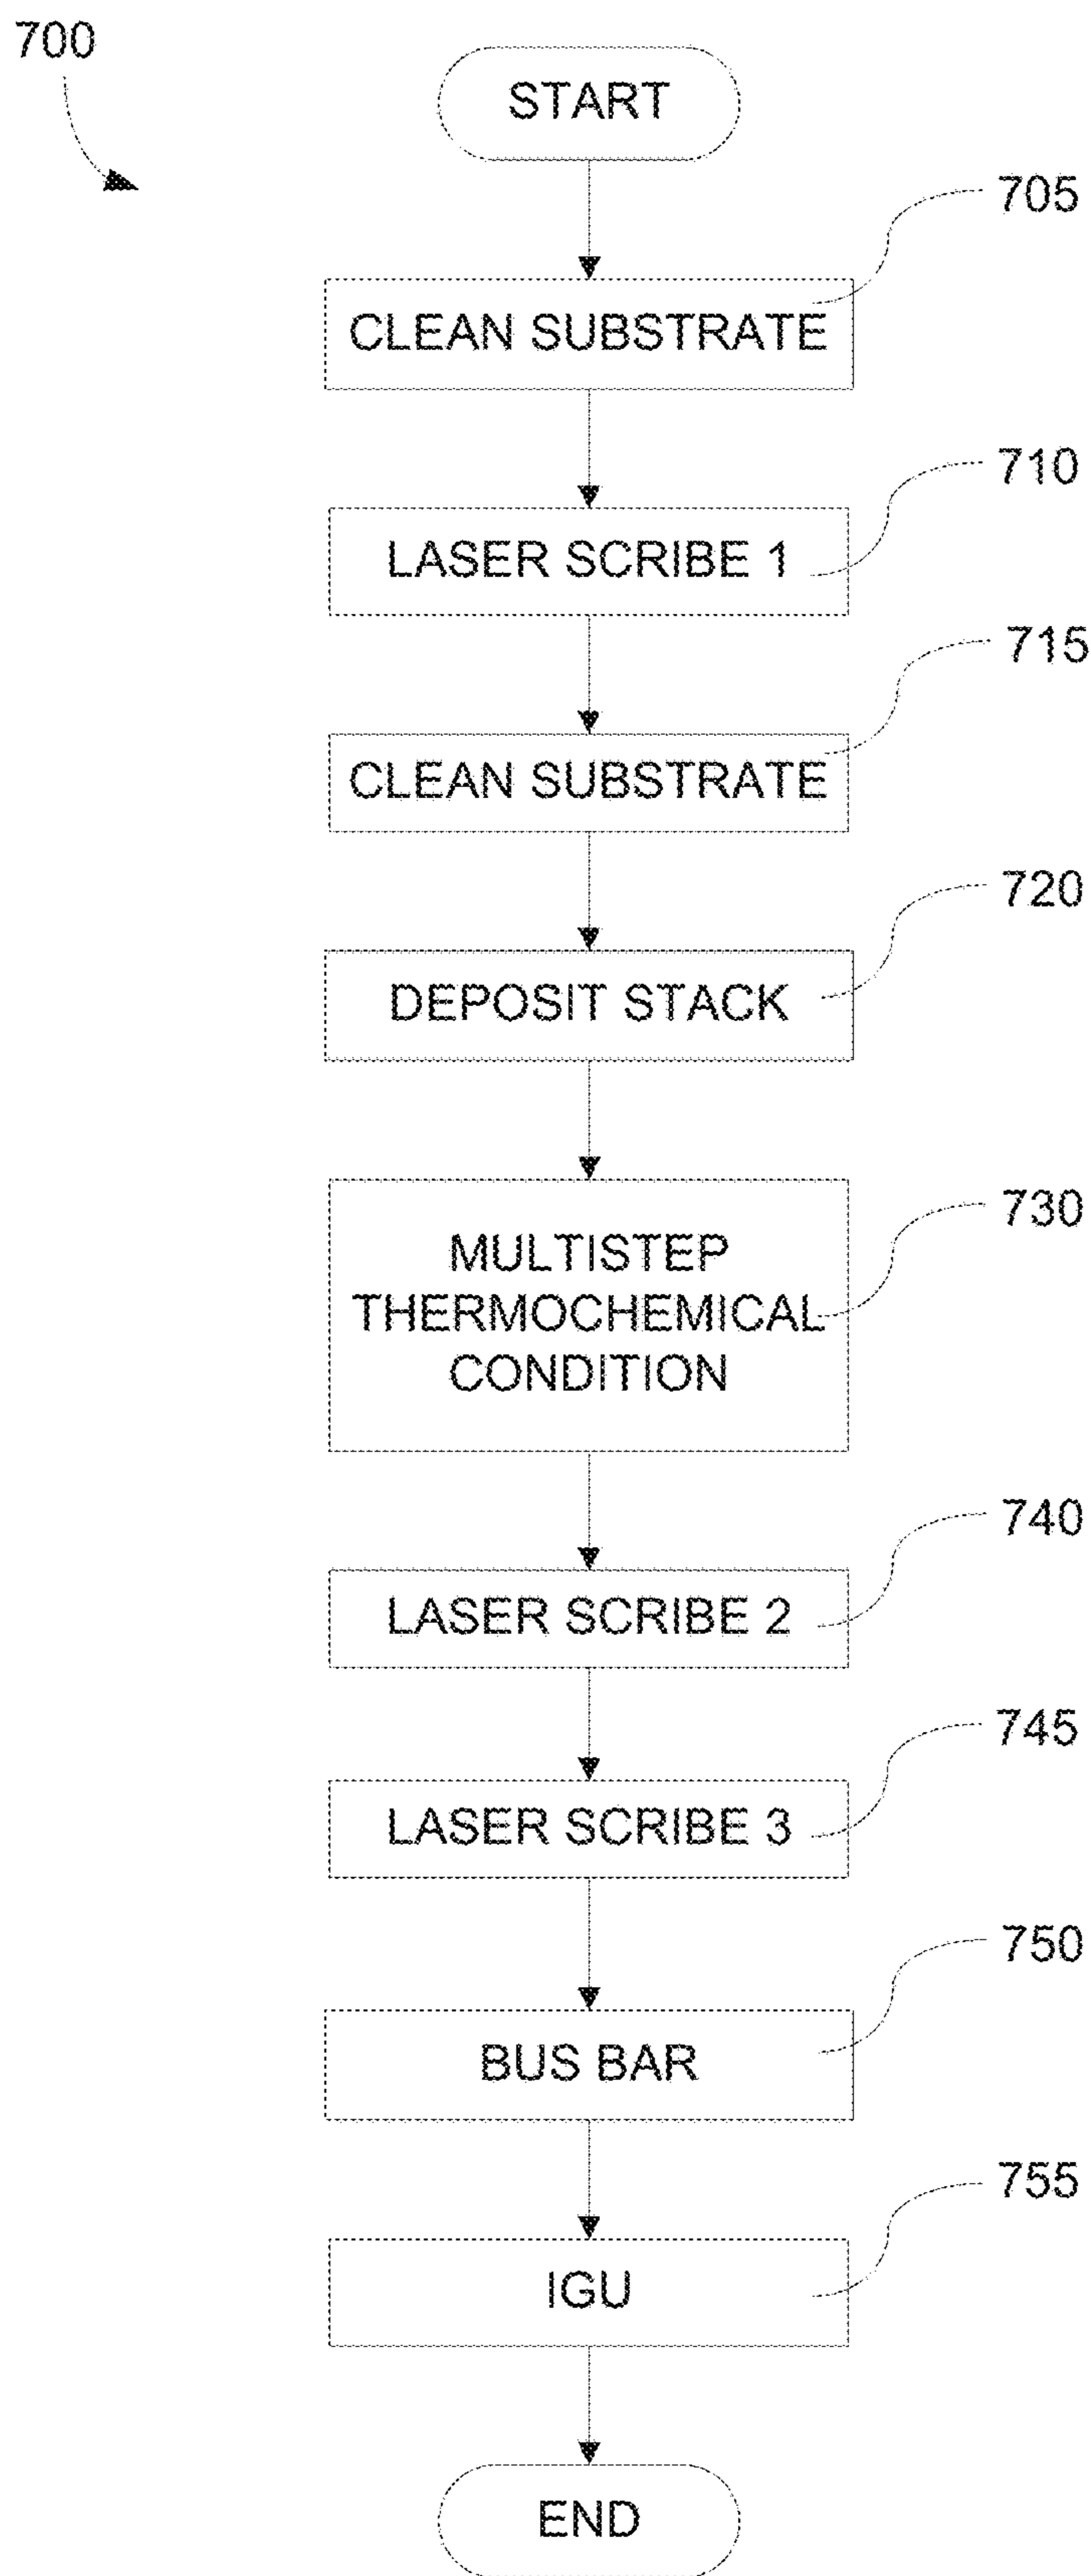 700
START
705
CLEAN SUBSTRATE
710
LASER SCRIBE 1
715
CLEAN SUBSTRATE
720
DEPOSIT STACK
730
MULTISTEP
THERMOCHEMICAL
CONDITION
740
LASER SCRIBE 2
745
LASER SCRIBE 3
750
BUS BAR
755
IGU
END